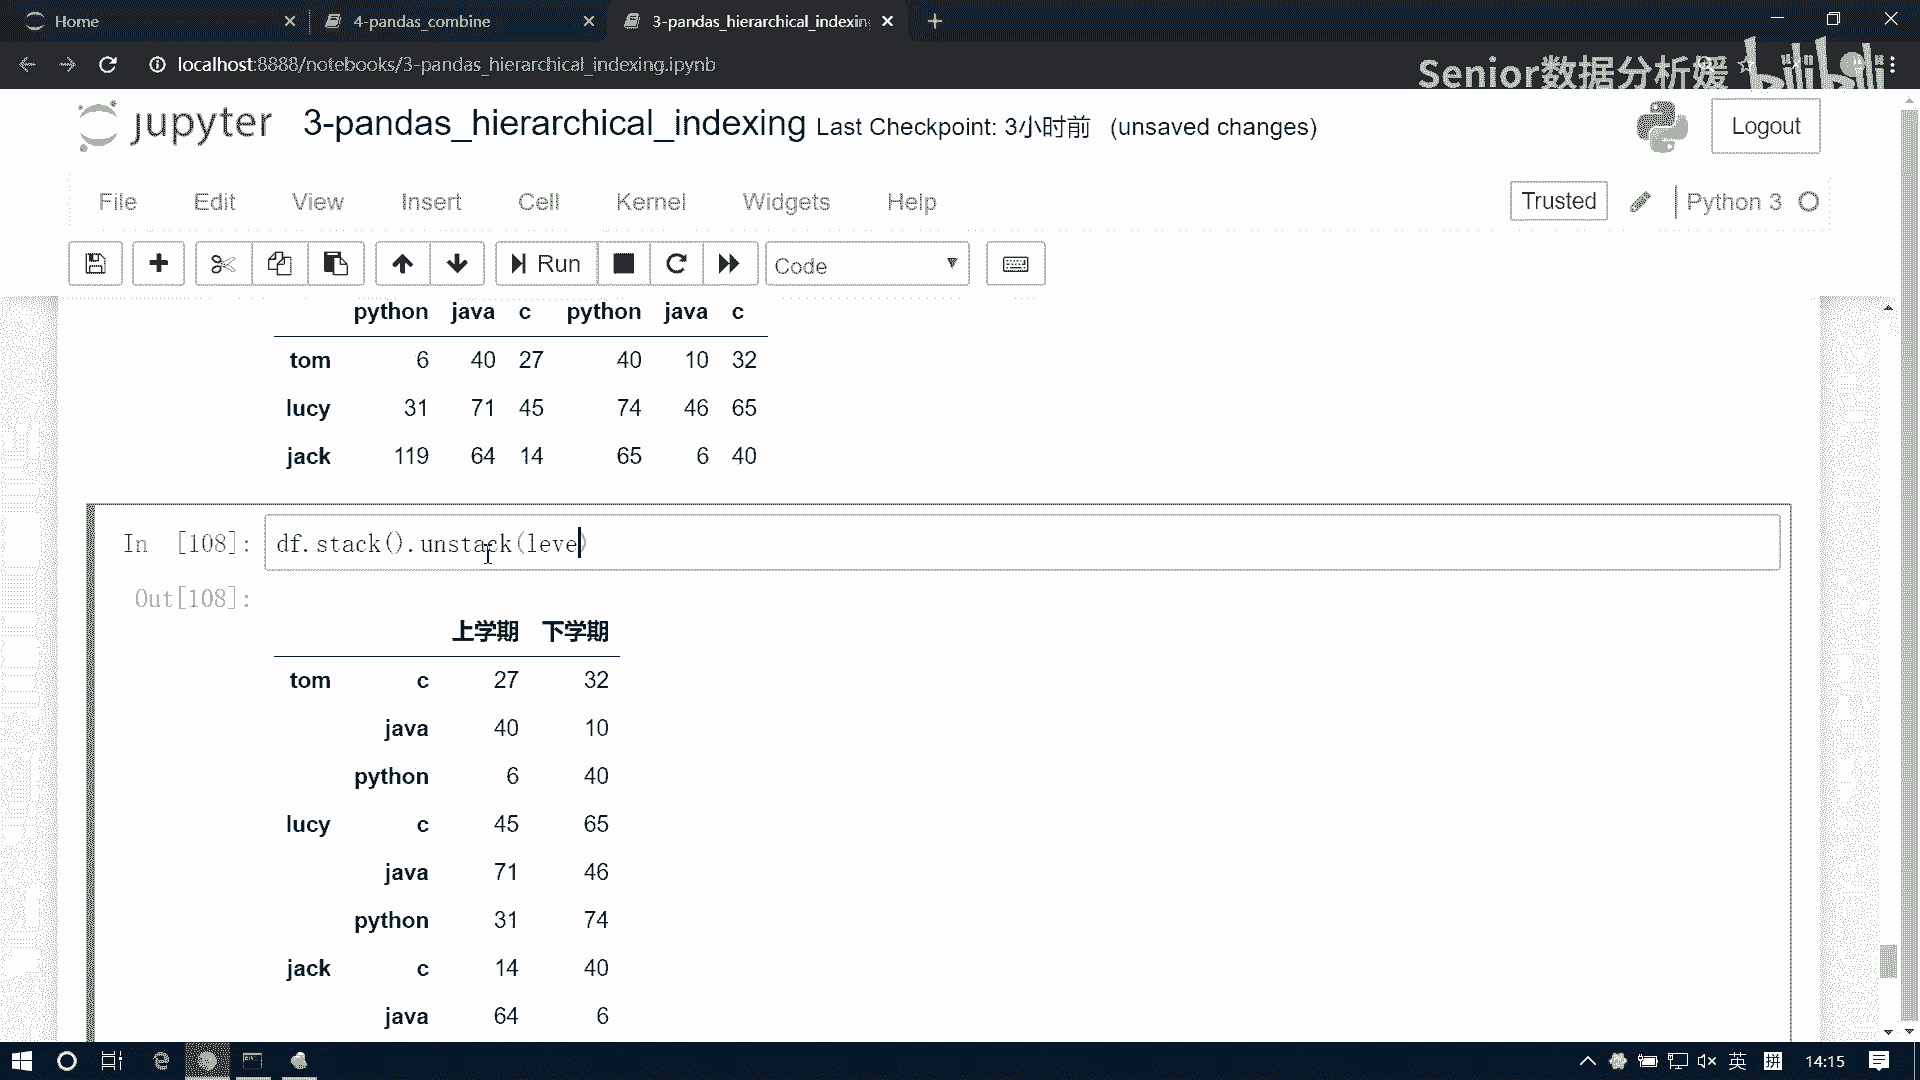 Home
4-pandas_combine
3-pandas_hierarchical_indexin
localhost:8888/notebooks/3-pandas_hierarchical_indexing.ipynb
Senior数据分析媛 bilibili
jupyter 3-pandas_hierarchical_indexing Last Checkpoint: 3小时前 (unsaved changes)
Logout
File Edit View Insert Cell Kernel Widgets Help
Trusted Python 3
Run Code
python java c python java c
tom 6 40 27 40 10 32
lucy 31 71 45 74 46 65
jack 119 64 14 65 6 40
In [108]: df.stack().unstack(leve)
Out[108]:
上学期 下学期
tom c 27 32
java 40 10
python 6 40
lucy c 45 65
java 71 46
python 31 74
jack c 14 40
java 64 6
英 拼 14:15